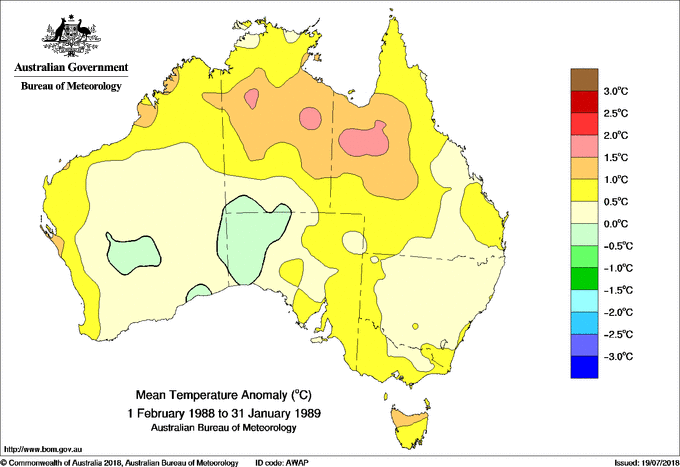 Australian Government
Bureau of Meteorology
3.0°C
2.5°C
2.0°C
1.5°C
1.0°C
0.5°C
0.0°C
−0.5°C
−1.0°C
−1.5°C
−2.0°C
−2.5°C
−3.0°C
Mean Temperature Anomaly (°C)
1 February 1988 to 31 January 1989
Australian Bureau of Meteorology
http://www.bom.gov.au
© Commonwealth of Australia 2018, Australian Bureau of Meteorology ID code: AWAP Issued: 19/07/2018